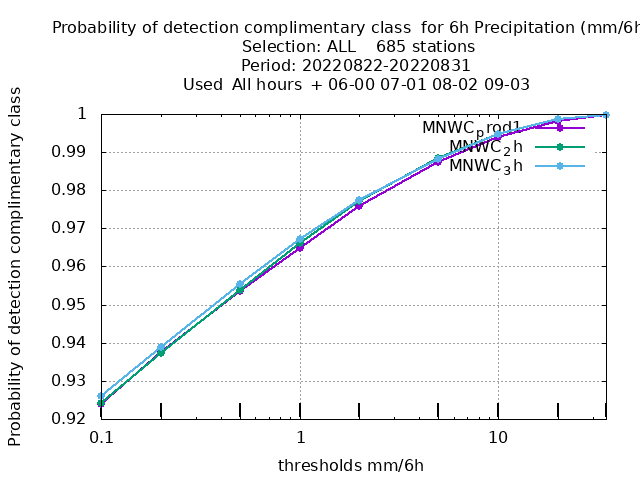 Probability of detection complimentary class  for 6h Precipitation (mm/6h
Selection: ALL    685 stations
Period: 20220822-20220831
Used  All hours  + 06-00 07-01 08-02 09-03
Probability of detection complimentary class
1
0.99
0.98
0.97
0.96
0.95
0.94
0.93
0.92
MNWCprod1
MNWC2h
MNWC3h
0.1
1
10
thresholds mm/6h